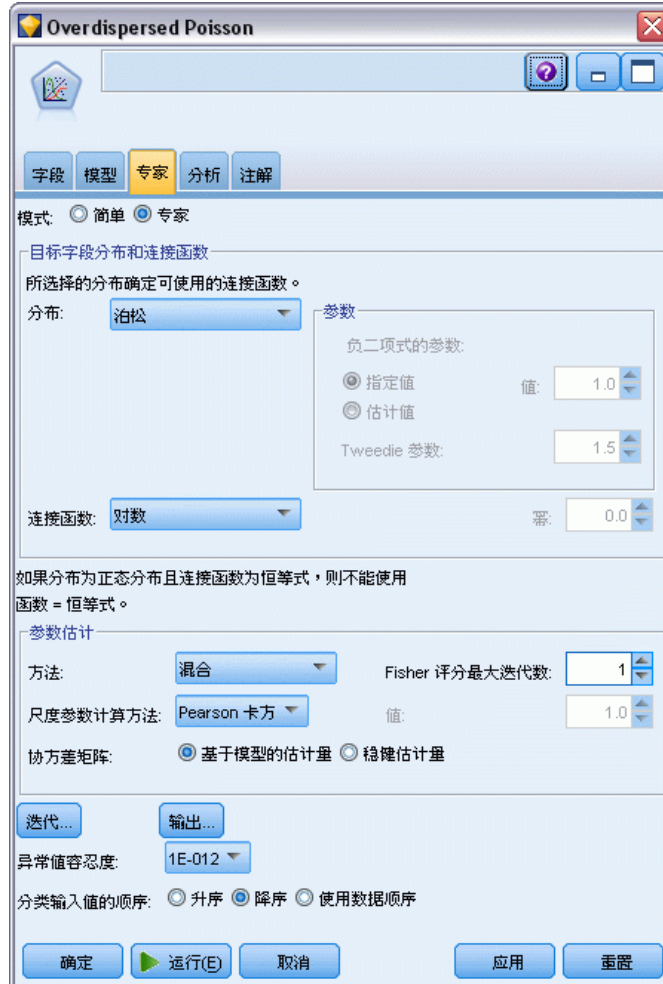 Overdispersed Poisson
字段 模型 专家 分析 注解
模式: 简单 专家
目标字段分布和连接函数
所选择的分布确定可使用的连接函数。
分布: 泊松
参数
负二项式的参数:
指定值 值: 1.0
估计值
Tweedie 参数: 1.5
连接函数: 对数 幂: 0.0
如果分布为正态分布且连接函数为恒等式,则不能使用
函数 = 恒等式。
参数估计
方法: 混合 Fisher 评分最大迭代数: 1
尺度参数计算方法: Pearson 卡方 值: 1.0
协方差矩阵: 基于模型的估计量 稳键估计量
迭代... 输出...
异常值容忍度: 1E-012
分类输入值的顺序: 升序 降序 使用数据顺序
确定 运行(E) 取消 应用 重置